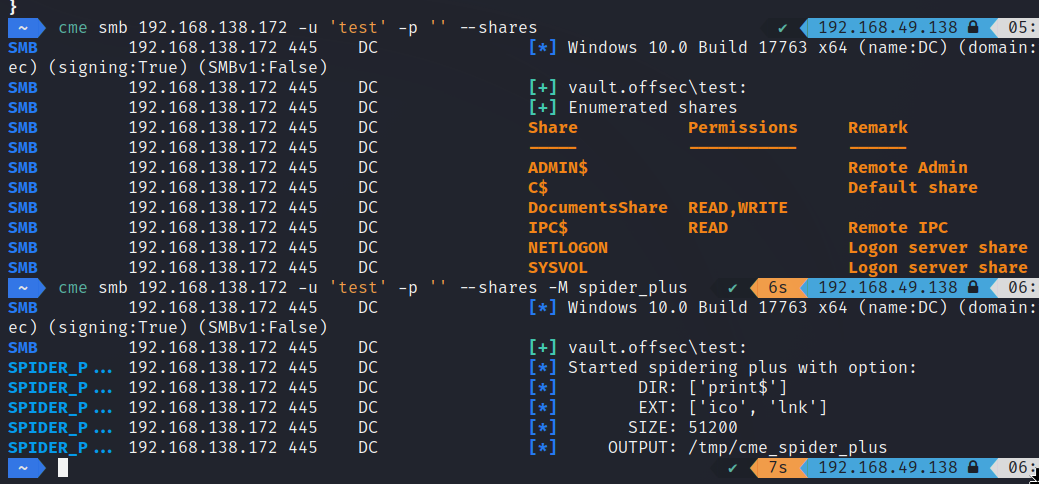 }
~ cme smb 192.168.138.172 -u 'test' -p '' --shares ✔ 192.168.49.138 05:
SMB 192.168.138.172 445 DC [*] Windows 10.0 Build 17763 x64 (name:DC) (domain:
ec) (signing:True) (SMBv1:False)
SMB 192.168.138.172 445 DC [+] vault.offsec\test:
SMB 192.168.138.172 445 DC [+] Enumerated shares
SMB 192.168.138.172 445 DC Share Permissions Remark
SMB 192.168.138.172 445 DC ----- ----------- ------
SMB 192.168.138.172 445 DC ADMIN$ Remote Admin
SMB 192.168.138.172 445 DC C$ Default share
SMB 192.168.138.172 445 DC DocumentsShare READ,WRITE
SMB 192.168.138.172 445 DC IPC$ READ Remote IPC
SMB 192.168.138.172 445 DC NETLOGON Logon server share
SMB 192.168.138.172 445 DC SYSVOL Logon server share
~ cme smb 192.168.138.172 -u 'test' -p '' --shares -M spider_plus ✔ 6s 192.168.49.138 06:
SMB 192.168.138.172 445 DC [*] Windows 10.0 Build 17763 x64 (name:DC) (domain:
ec) (signing:True) (SMBv1:False)
SMB 192.168.138.172 445 DC [+] vault.offsec\test:
SPIDER_P... 192.168.138.172 445 DC [*] Started spidering plus with option:
SPIDER_P... 192.168.138.172 445 DC [*] DIR: ['print$']
SPIDER_P... 192.168.138.172 445 DC [*] EXT: ['ico', 'lnk']
SPIDER_P... 192.168.138.172 445 DC [*] SIZE: 51200
SPIDER_P... 192.168.138.172 445 DC [*] OUTPUT: /tmp/cme_spider_plus
~ ✔ 7s 192.168.49.138 06: